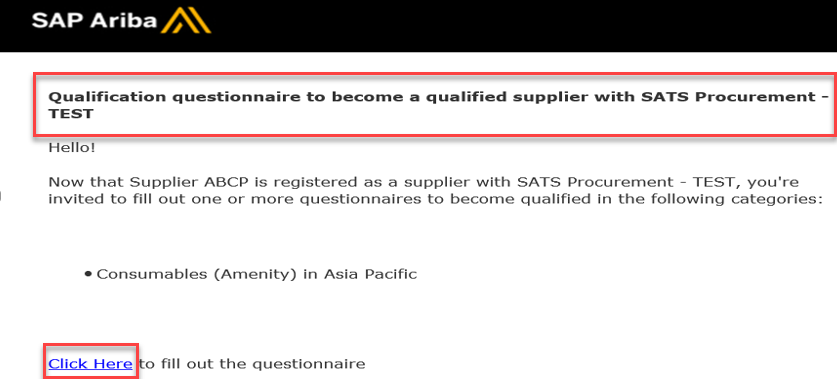 SAP Ariba
Qualification questionnaire to become a qualified supplier with SATS Procurement -
TEST
Hello!
Now that Supplier ABCP is registered as a supplier with SATS Procurement - TEST, you're
invited to fill out one or more questionnaires to become qualified in the following categories:
• Consumables (Amenity) in Asia Pacific
Click Here to fill out the questionnaire